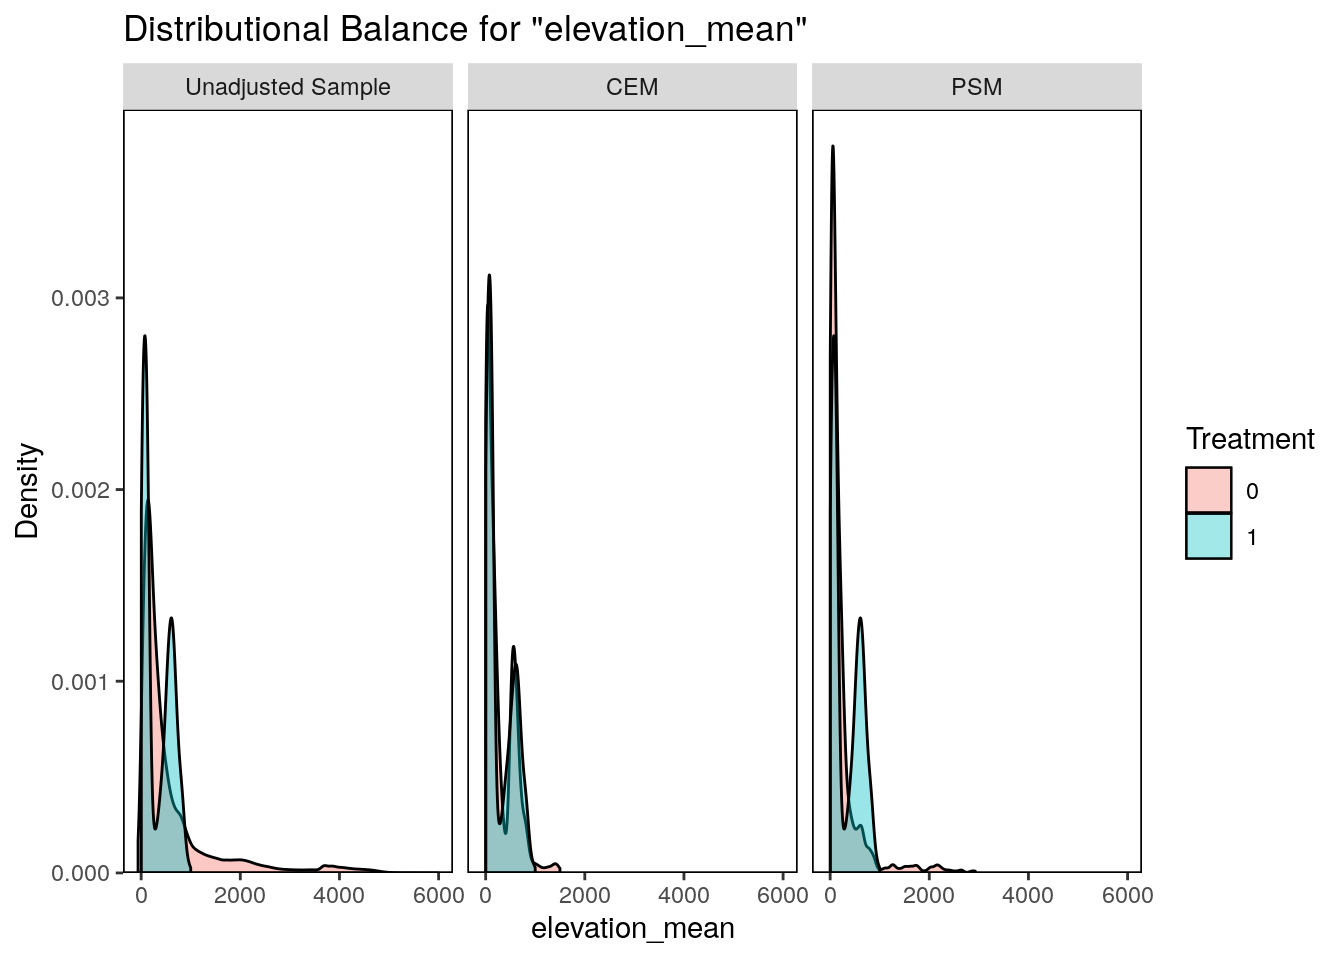 Distributional Balance for "elevation_mean"
Unadjusted Sample
CEM
PSM
Density
0.003
0.002
0.001
0.000
0 2000 4000 6000
0 2000 4000 6000
0 2000 4000 6000
elevation_mean
Treatment
0
1